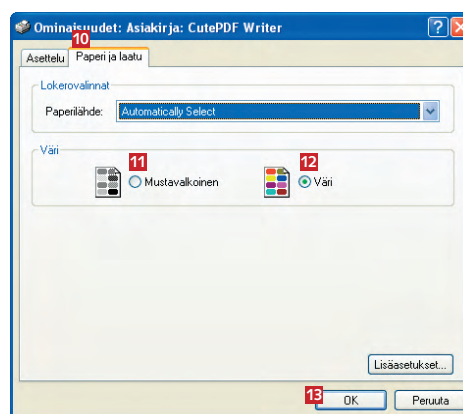 Ominaisuudet: Asiakirja: CutePDF Writer
10
Asettelu Paperi ja laatu
Lokerovalinnat
Paperilähde: Automatically Select
Väri
11 12
Mustavalkoinen Väri
Lisäasetukset...
13
OK Peruuta